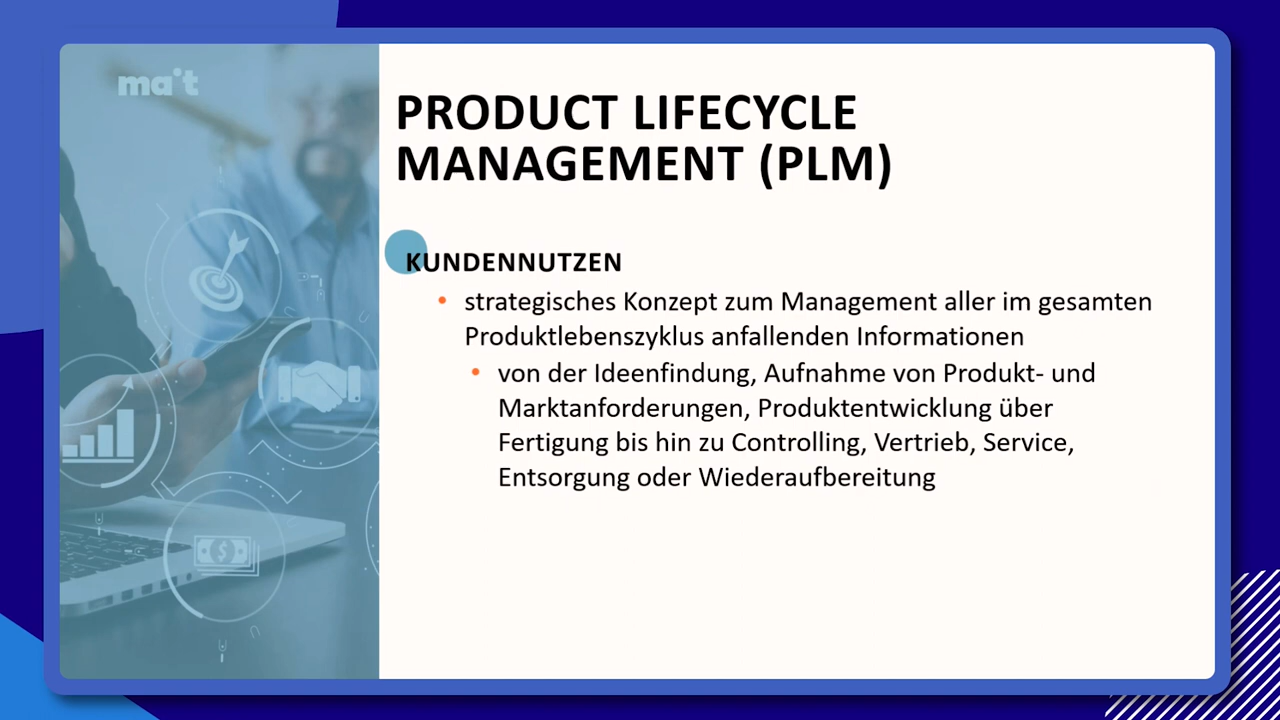 ma't
PRODUCT LIFECYCLE
MANAGEMENT (PLM)
KUNDENNUTZEN
• strategisches Konzept zum Management aller im gesamten
Produktlebenszyklus anfallenden Informationen
• von der Ideenfindung, Aufnahme von Produkt- und
Marktanforderungen, Produktentwicklung über
Fertigung bis hin zu Controlling, Vertrieb, Service,
Entsorgung oder Wiederaufbereitung
$